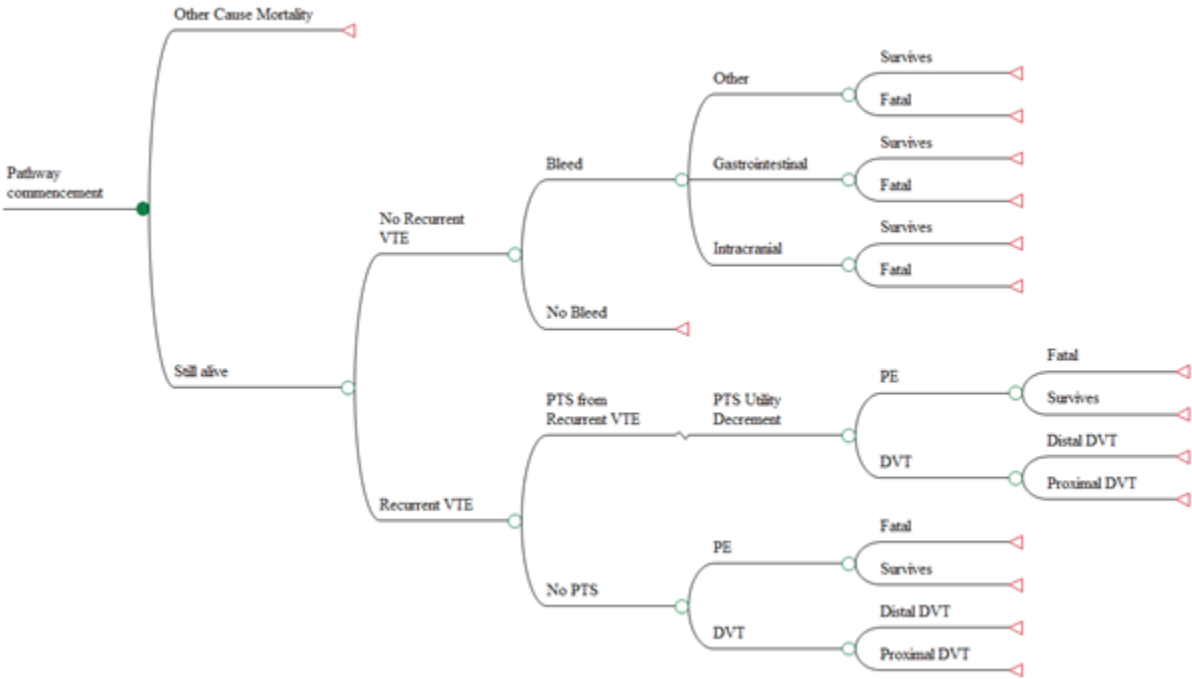 Other Cause Mortality
Pathway
commencement
Still alive
No Recurrent
VTE
Bleed
Other
Survives
Fatal
Gastrointestinal
Survives
Fatal
Intracranial
Survives
Fatal
No Bleed
Recurrent VTE
PTS from
Recurrent VTE
PTS Utility
Decrement
PE
Fatal
Survives
DVT
Distal DVT
Proximal DVT
No PTS
PE
Fatal
Survives
DVT
Distal DVT
Proximal DVT